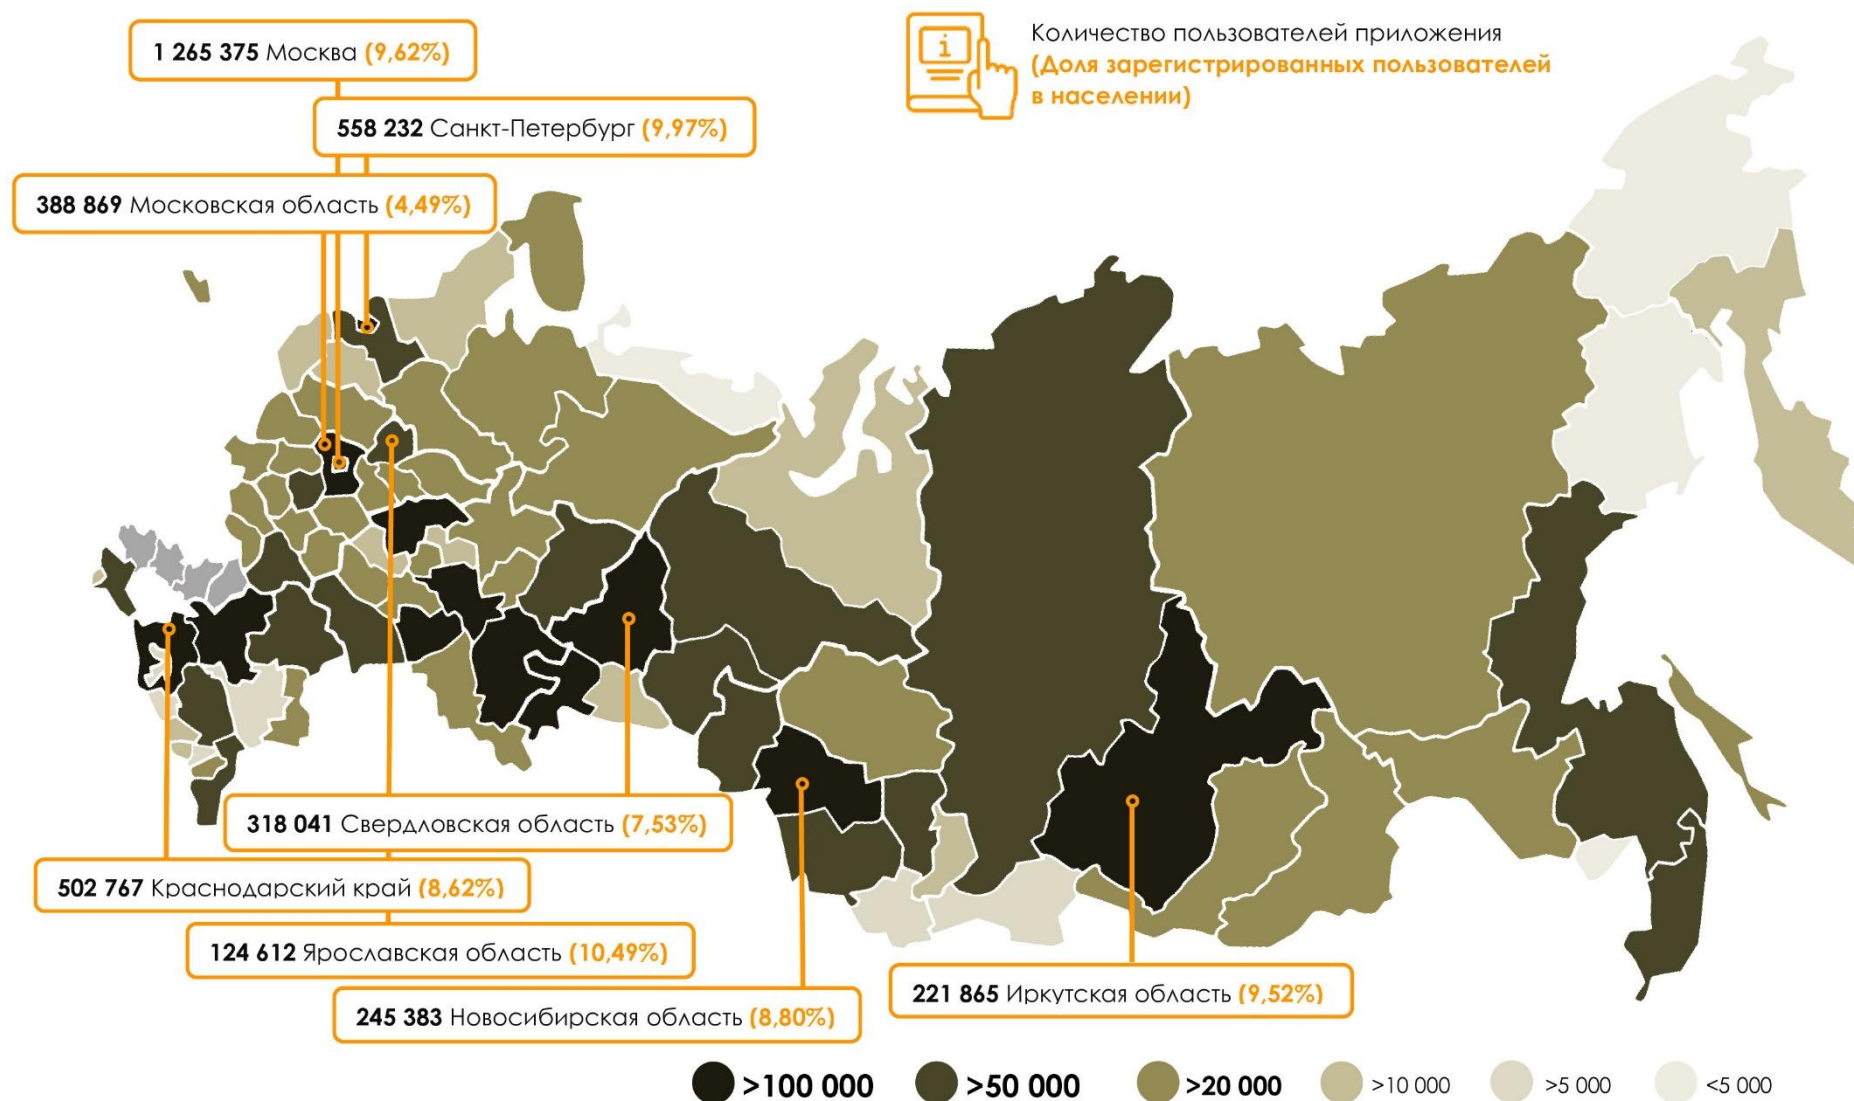 1 265 375 Москва (9,62%)
Количество пользователей приложения
(Доля зарегистрированных пользователей
в населении)
558 232 Санкт-Петербург (9,97%)
388 869 Московская область (4,49%)
318 041 Свердловская область (7,53%)
502 767 Краснодарский край (8,62%)
124 612 Ярославская область (10,49%)
245 383 Новосибирская область (8,80%)
221 865 Иркутская область (9,52%)
>100 000 >50 000 >20 000 >10 000 >5 000 <5 000